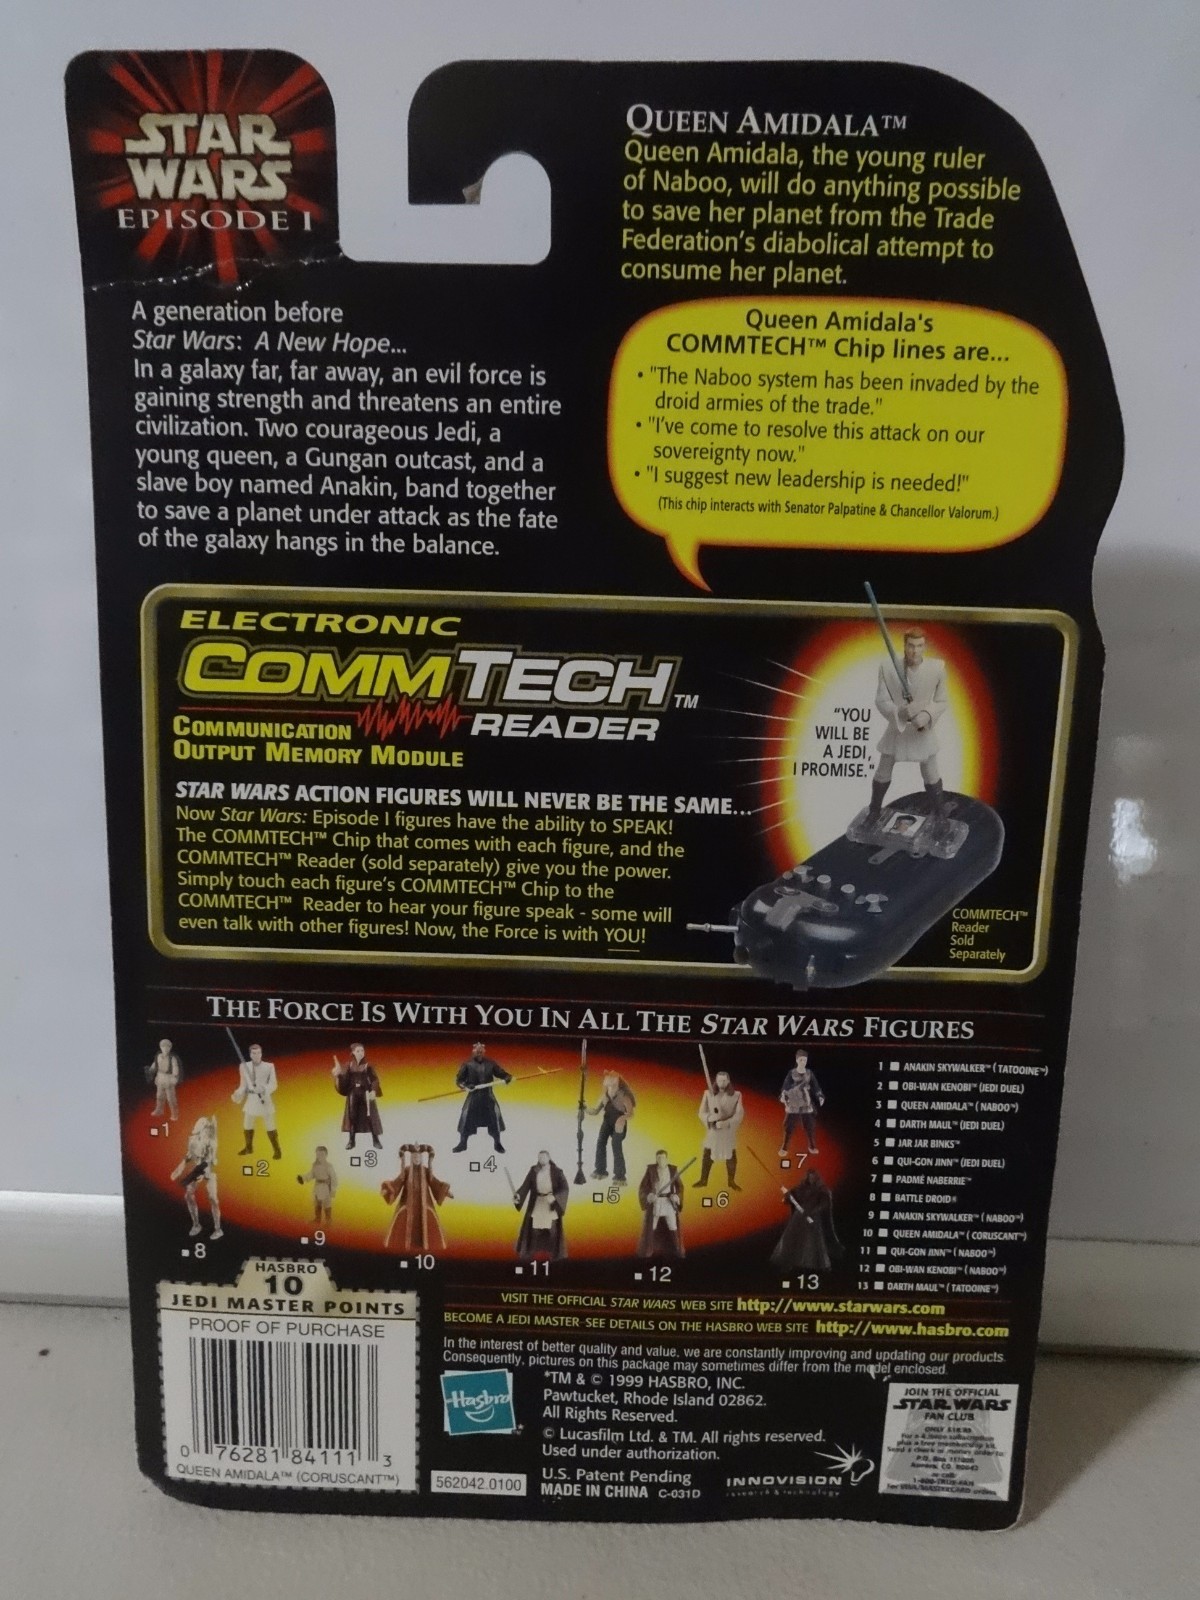 STAR
WARS
EPISODE I
QUEEN AMIDALA™
Queen Amidala, the young ruler
of Naboo, will do anything possible
to save her planet from the Trade
Federation's diabolical attempt to
consume her planet.
A generation before
Star Wars: A New Hope...
In a galaxy far, far away, an evil force is
gaining strength and threatens an entire
civilization. Two courageous Jedi, a
young queen, a Gungan outcast, and a
slave boy named Anakin, band together
to save a planet under attack as the fate
of the galaxy hangs in the balance.
Queen Amidala's
COMMTECH™ Chip lines are...
• "The Naboo system has been invaded by the
droid armies of the trade."
• "I've come to resolve this attack on our
sovereignty now."
• "I suggest new leadership is needed!"
(This chip interacts with Senator Palpatine & Chancellor Valorum.)
ELECTRONIC
COMMTECH™
READER
COMMUNICATION
OUTPUT MEMORY MODULE
STAR WARS ACTION FIGURES WILL NEVER BE THE SAME...
Now Star Wars: Episode I figures have the ability to SPEAK!
The COMMTECH™ Chip that comes with each figure, and the
COMMTECH™ Reader (sold separately) give you the power.
Simply touch each figure's COMMTECH™ Chip to the
COMMTECH™ Reader to hear your figure speak - some will
even talk with other figures! Now, the Force is with YOU!
"YOU
WILL BE
A JEDI,
I PROMISE."
COMMTECH™
Reader
Sold
Separately
THE FORCE IS WITH YOU IN ALL THE STAR WARS FIGURES
1
2
3
4
5
6
7
8
9
10
11
12
13
1 ANAKIN SKYWALKER™ (TATOOINE™)
2 OBI-WAN KENOBI™ (JEDI DUEL)
3 QUEEN AMIDALA™ (NABOO™)
4 DARTH MAUL™ (JEDI DUEL)
5 JAR JAR BINKS™
6 QUI-GON JINN™ (JEDI DUEL)
7 PADMÉ NABERRIE™
8 BATTLE DROID®
9 ANAKIN SKYWALKER™ (NABOO™)
10 QUEEN AMIDALA™ (CORUSCANT™)
11 QUI-GON JINN™ (NABOO™)
12 OBI-WAN KENOBI™ (NABOO™)
13 DARTH MAUL™ (TATOOINE™)
HASBRO
10
JEDI MASTER POINTS
PROOF OF PURCHASE
0 76281 84111 3
QUEEN AMIDALA™ (CORUSCANT™)
VISIT THE OFFICIAL STAR WARS WEB SITE http://www.starwars.com
BECOME A JEDI MASTER-SEE DETAILS ON THE HASBRO WEB SITE http://www.hasbro.com
In the interest of better quality and value, we are constantly improving and updating our products.
Consequently, pictures on this package may sometimes differ from the model enclosed.
Hasbro
*TM & © 1999 HASBRO, INC.
Pawtucket, Rhode Island 02862.
All Rights Reserved.
© Lucasfilm Ltd. & TM. All rights reserved.
Used under authorization.
562042.0100
U.S. Patent Pending
MADE IN CHINA C-031D
INNOVISION
research & technology
JOIN THE OFFICIAL
STAR WARS
FAN CLUB